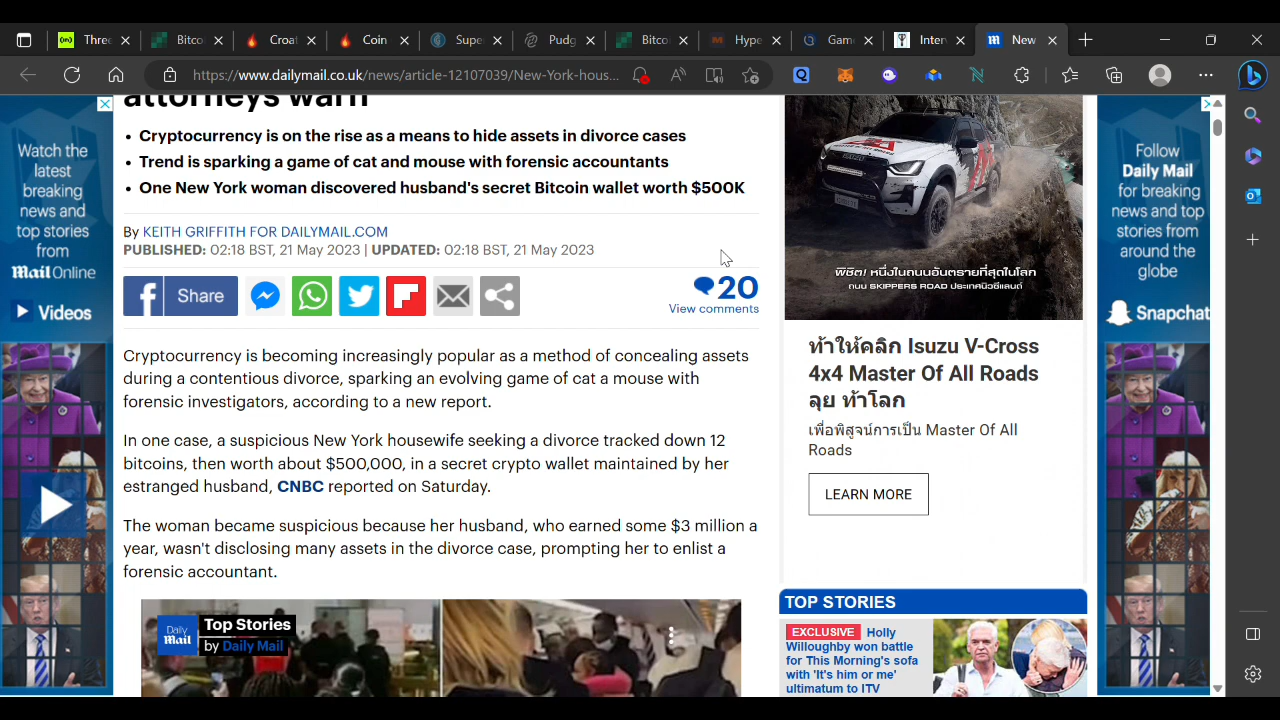 Thre
Bitco
Croat
Coin
Supe
Pudg
Bitco
Hype
Game
Inter
New
https://www.dailymail.co.uk/news/article-12107039/New-York-hous...
attorneys warn
• Cryptocurrency is on the rise as a means to hide assets in divorce cases
• Trend is sparking a game of cat and mouse with forensic accountants
• One New York woman discovered husband's secret Bitcoin wallet worth $500K
By KEITH GRIFFITH FOR DAILYMAIL.COM
PUBLISHED: 02:18 BST, 21 May 2023 | UPDATED: 02:18 BST, 21 May 2023
Share
20
View comments
Cryptocurrency is becoming increasingly popular as a method of concealing assets
during a contentious divorce, sparking an evolving game of cat a mouse with
forensic investigators, according to a new report.
In one case, a suspicious New York housewife seeking a divorce tracked down 12
bitcoins, then worth about $500,000, in a secret crypto wallet maintained by her
estranged husband, CNBC reported on Saturday.
The woman became suspicious because her husband, who earned some $3 million a
year, wasn't disclosing many assets in the divorce case, prompting her to enlist a
forensic accountant.
Daily Mail
Top Stories
by Daily Mail
Watch the
latest
breaking
news and
top stories
from
Mail Online
Videos
พิชิต! หนึ่งในถนนอันตรายที่สุดในโลก
ถนน SKIPPERS ROAD ประเทศนิวซีแลนด์
ท้าให้คลิก Isuzu V-Cross
4x4 Master Of All Roads
ลุย ท้าโลก
เพื่อพิสูจน์การเป็น Master Of All
Roads
LEARN MORE
TOP STORIES
EXCLUSIVE Holly
Willoughby won battle
for This Morning's sofa
with 'It's him or me'
ultimatum to ITV
Follow
Daily Mail
for breaking
news and top
stories from
around the
globe
Snapchat